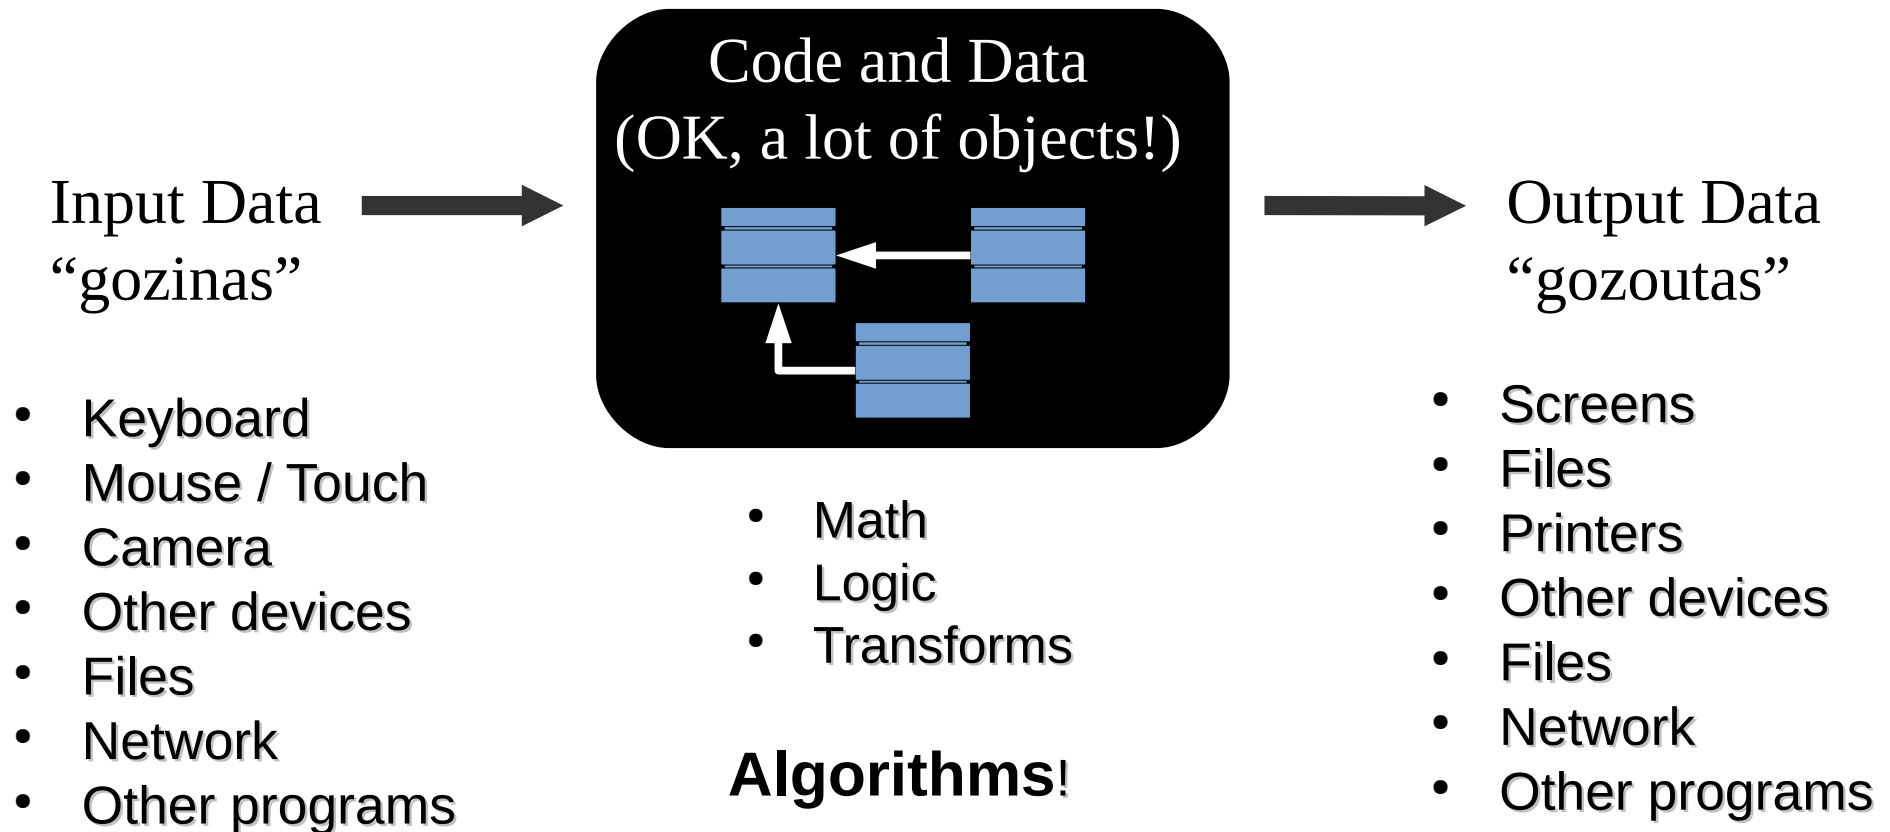 Code and Data
(OK, a lot of objects!)
Input Data
“gozinas”
Output Data
“gozoutas”
• Keyboard
• Mouse / Touch
• Camera
• Other devices
• Files
• Network
• Other programs
• Math
• Logic
• Transforms
Algorithms!
• Screens
• Files
• Printers
• Other devices
• Files
• Network
• Other programs